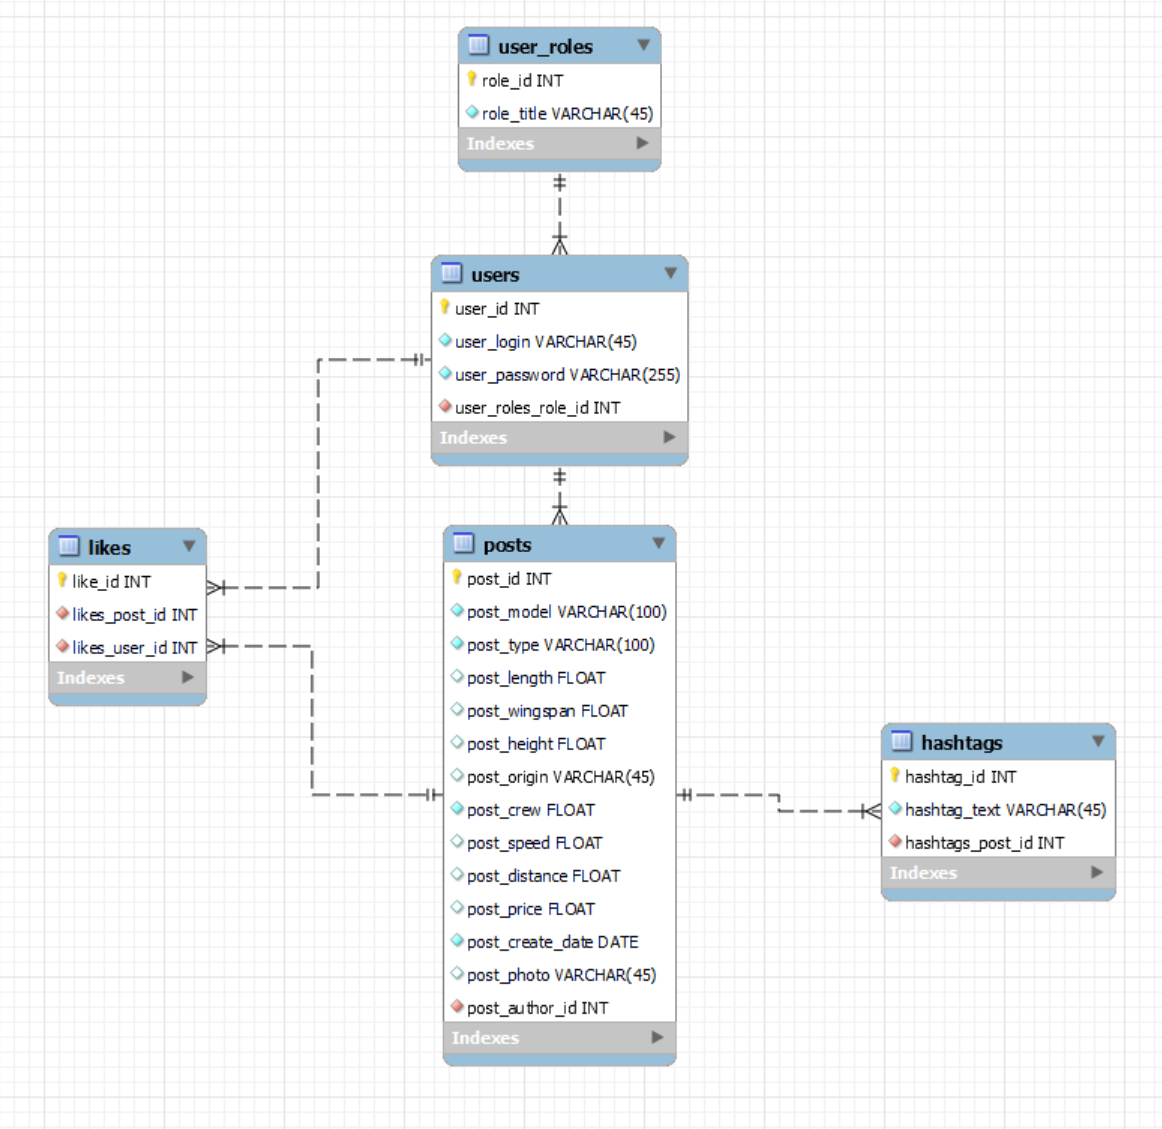 user_roles
role_id INT
role_title VARCHAR(45)
Indexes
users
user_id INT
user_login VARCHAR(45)
user_password VARCHAR(255)
user_roles_role_id INT
Indexes
likes
like_id INT
likes_post_id INT
likes_user_id INT
Indexes
posts
post_id INT
post_model VARCHAR(100)
post_type VARCHAR(100)
post_length FLOAT
post_wingspan FLOAT
post_height FLOAT
post_origin VARCHAR(45)
post_crew FLOAT
post_speed FLOAT
post_distance FLOAT
post_price FLOAT
post_create_date DATE
post_photo VARCHAR(45)
post_author_id INT
Indexes
hashtags
hashtag_id INT
hashtag_text VARCHAR(45)
hashtags_post_id INT
Indexes